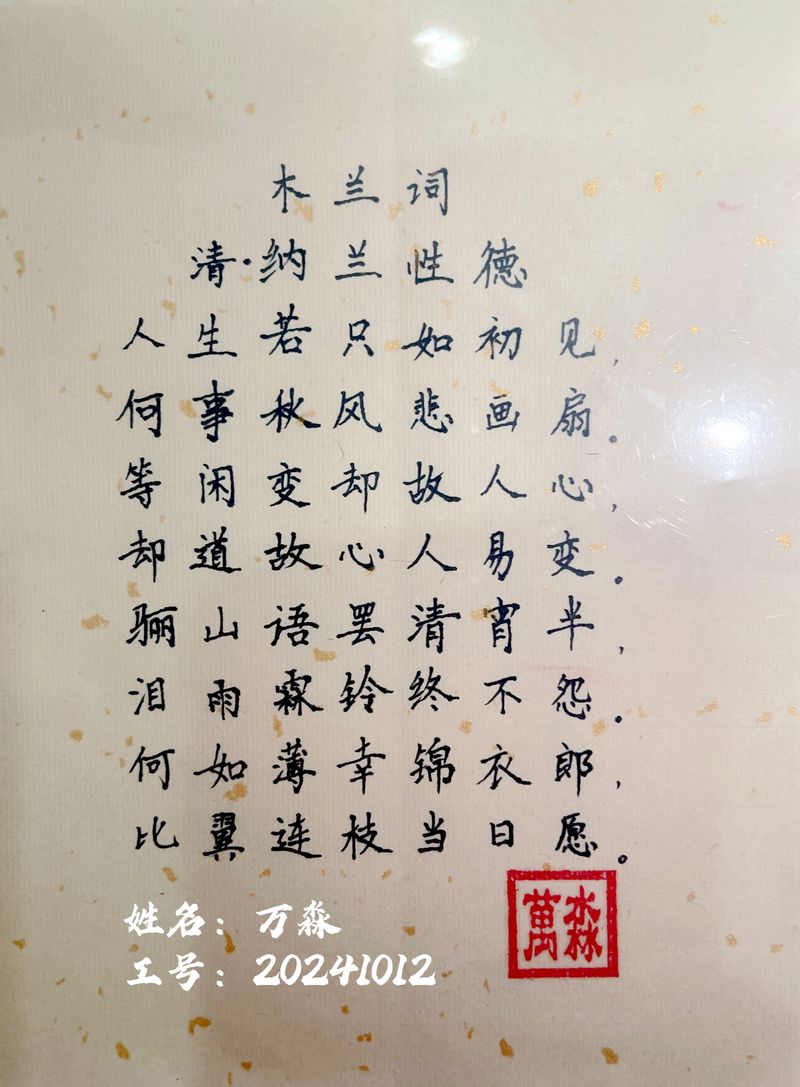 木兰词
清·纳兰性德
人生若只如初见，
何事秋风悲画扇。
等闲变却故人心，
却道故心人易变。
骊山语罢清宵半，
泪雨霖铃终不怨。
何如薄幸锦衣郎，
比翼连枝当日愿。
萬淼
姓名：万淼
工号：20241012